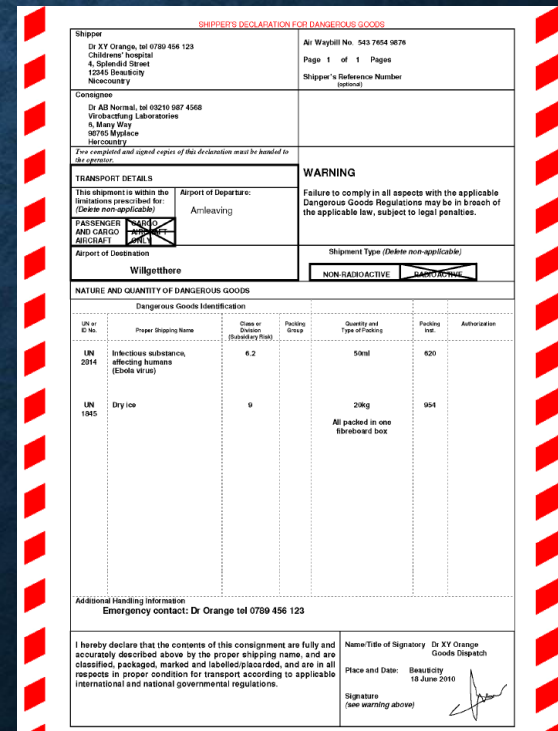 SHIPPER'S DECLARATION FOR DANGEROUS GOODS
Shipper
Dr XY Orange, tel 0789 456 123
Childrens' hospital
4, Splendid Street
12345 Beauticity
Nicecountry
Air Waybill No. 543 7654 9876
Page 1 of 1 Pages
Shipper's Reference Number
(optional)
Consignee
Dr AB Normal, tel 03210 987 4568
Virobactfung Laboratories
6, Many Way
98765 Myplace
Hercountry
Two completed and signed copies of this declaration must be handed to
the operator.
TRANSPORT DETAILS
This shipment is within the
limitations prescribed for:
(Delete non-applicable)
PASSENGER
AND CARGO
AIRCRAFT
CARGO
AIRCRAFT
ONLY
Airport of Departure:
Amleaving
WARNING
Failure to comply in all aspects with the applicable
Dangerous Goods Regulations may be in breach of
the applicable law, subject to legal penalties.
Airport of Destination
Willgetthere
Shipment Type (Delete non-applicable)
NON-RADIOACTIVE RADIOACTIVE
NATURE AND QUANTITY OF DANGEROUS GOODS
Dangerous Goods Identification
UN or
ID No.
Proper Shipping Name
Class or
Division
(Subsidiary Risk)
Packing
Group
Quantity and
Type of Packing
Packing
Inst.
Authorization
UN
2814
Infectious substance,
affecting humans
(Ebola virus)
6.2
50ml
620
UN
1845
Dry ice
9
20kg
954
All packed in one
fibreboard box
Additional Handling Information
Emergency contact: Dr Orange tel 0789 456 123
I hereby declare that the contents of this consignment are fully and
accurately described above by the proper shipping name, and are
classified, packaged, marked and labelled/placarded, and are in all
respects in proper condition for transport according to applicable
international and national governmental regulations.
Name/Title of Signatory Dr XY Orange
Goods Dispatch
Place and Date: Beauticity
18 June 2010
Signature
(see warning above)